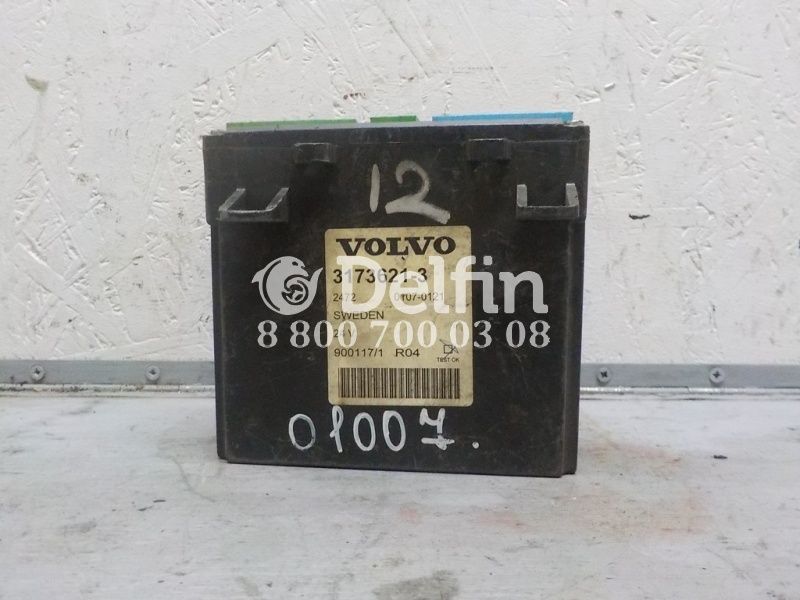 12
VOLVO
3173621-3
Delfin
2472 0107-0121
SWEDEN
8 800 700 03 08
900117/1 R04
TEST OK
01007.